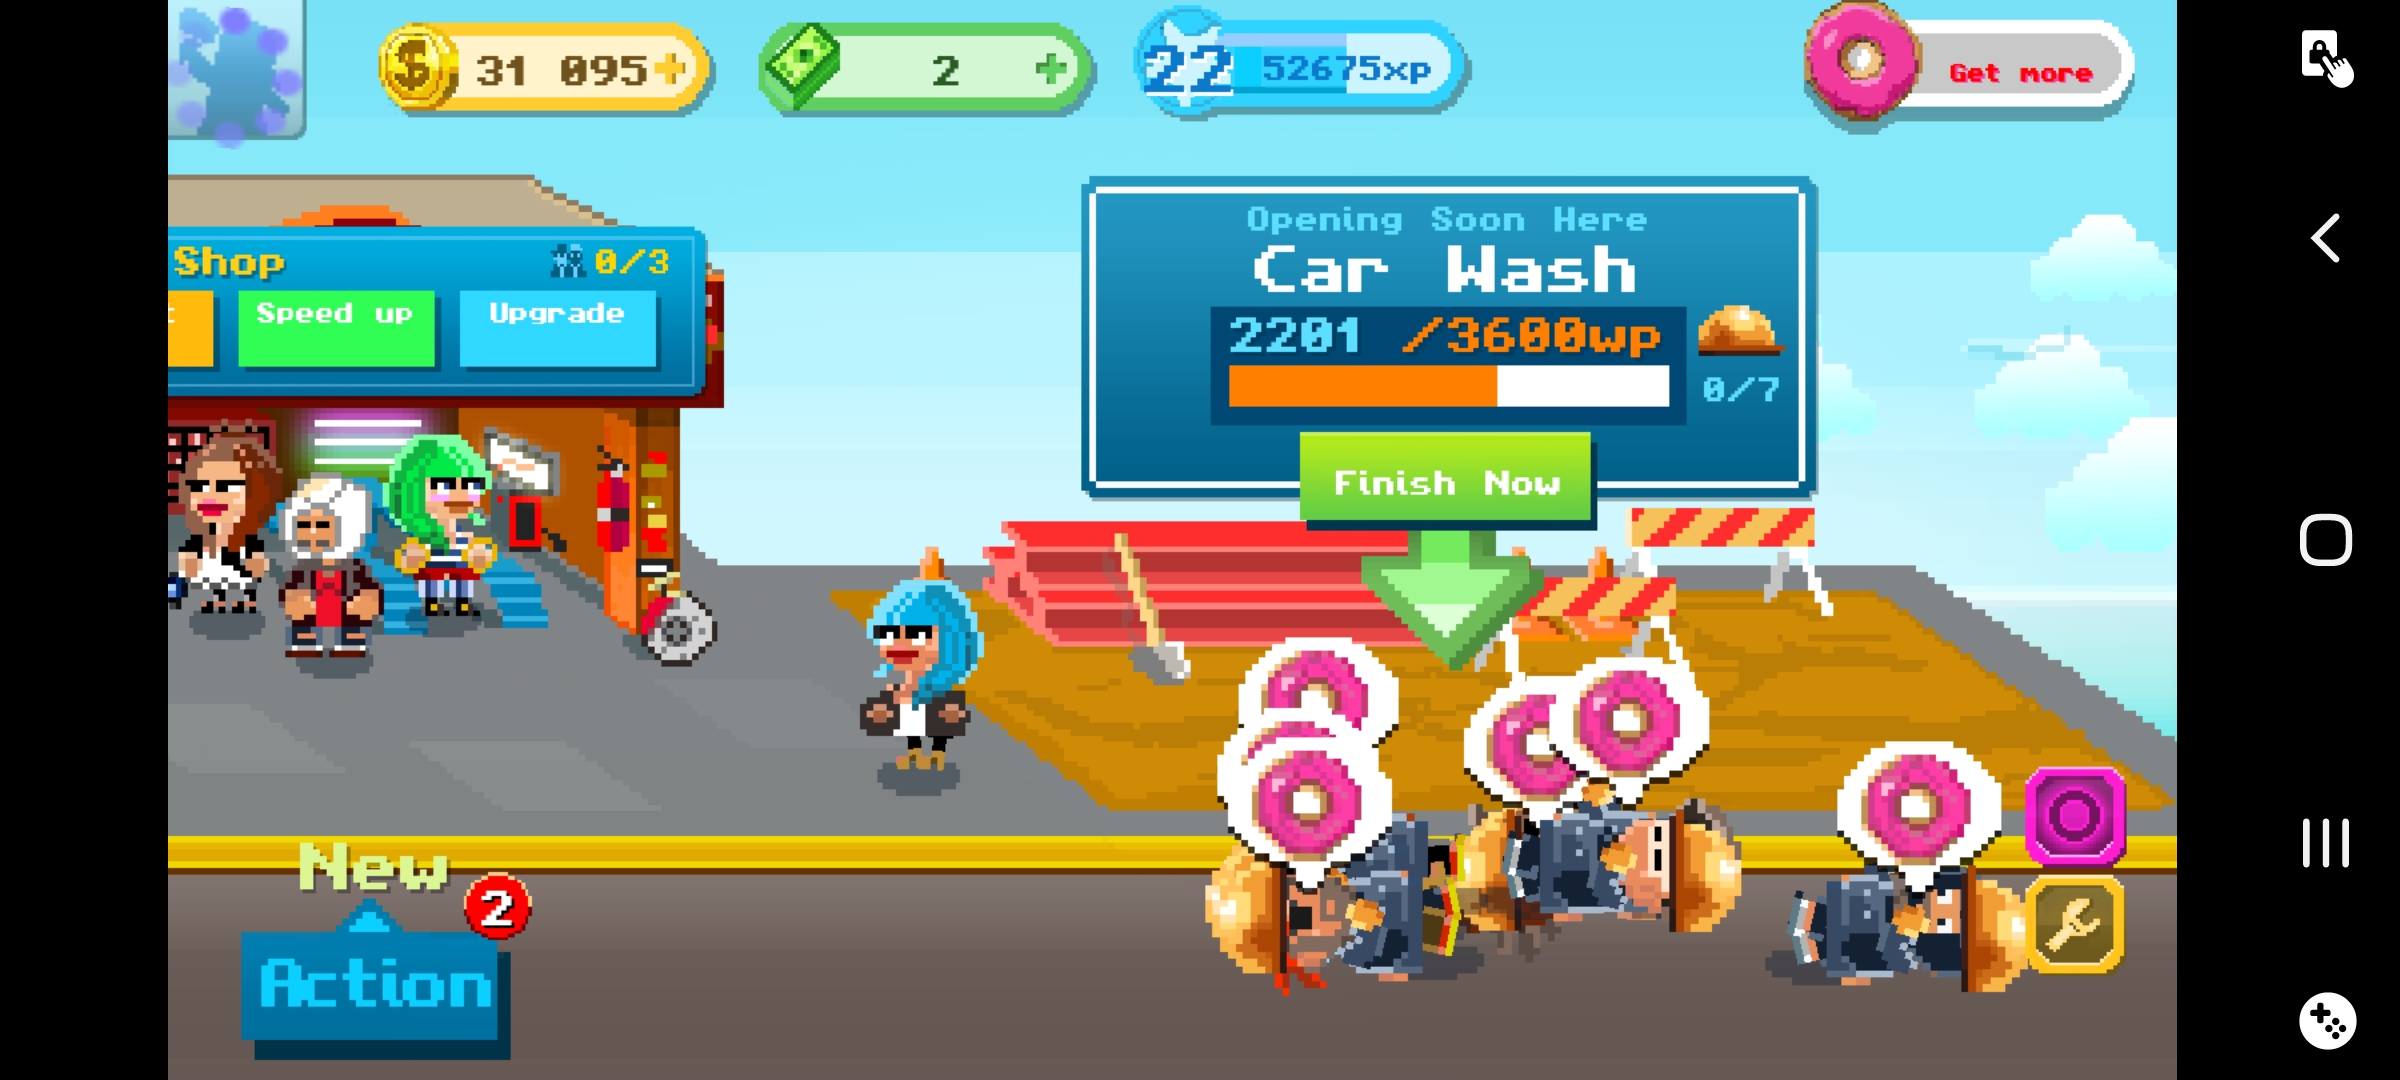 31 095
2
22
52675xp
Get more
Shop
0/3
Speed up
Upgrade
Opening Soon Here
Car Wash
2201 /3600wp
0/7
Finish Now
New
2
Action